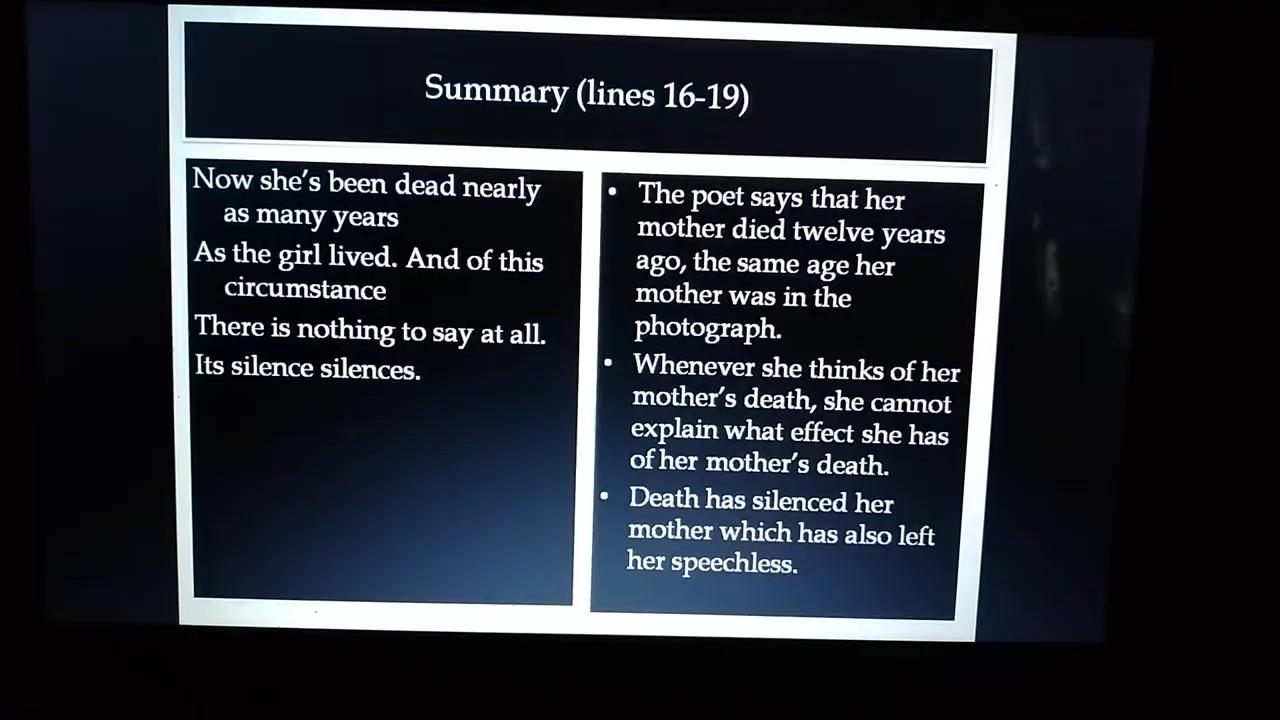 Summary (lines 16-19)
Now she's been dead nearly
as many years
As the girl lived. And of this
circumstance
There is nothing to say at all.
Its silence silences.
• The poet says that her
mother died twelve years
ago, the same age her
mother was in the
photograph.
• Whenever she thinks of her
mother's death, she cannot
explain what effect she has
of her mother's death.
• Death has silenced her
mother which has also left
her speechless.